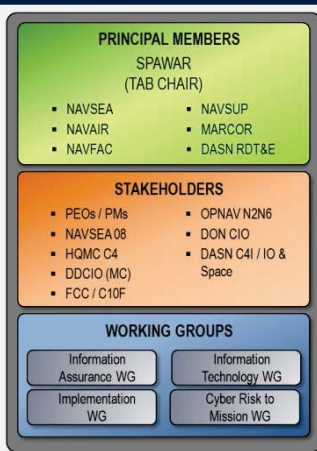 PRINCIPAL MEMBERS
SPAWAR
(TAB CHAIR)
▪ NAVSEA
▪ NAVAIR
▪ NAVFAC
▪ NAVSUP
▪ MARCOR
▪ DASN RDT&E
STAKEHOLDERS
▪ PEOs / PMs
▪ NAVSEA 08
▪ HQMC C4
▪ DDCIO (MC)
▪ FCC / C10F
▪ OPNAV N2N6
▪ DON CIO
▪ DASN C4I / IO &
Space
WORKING GROUPS
Information
Assurance WG
Information
Technology WG
Implementation
WG
Cyber Risk to
Mission WG